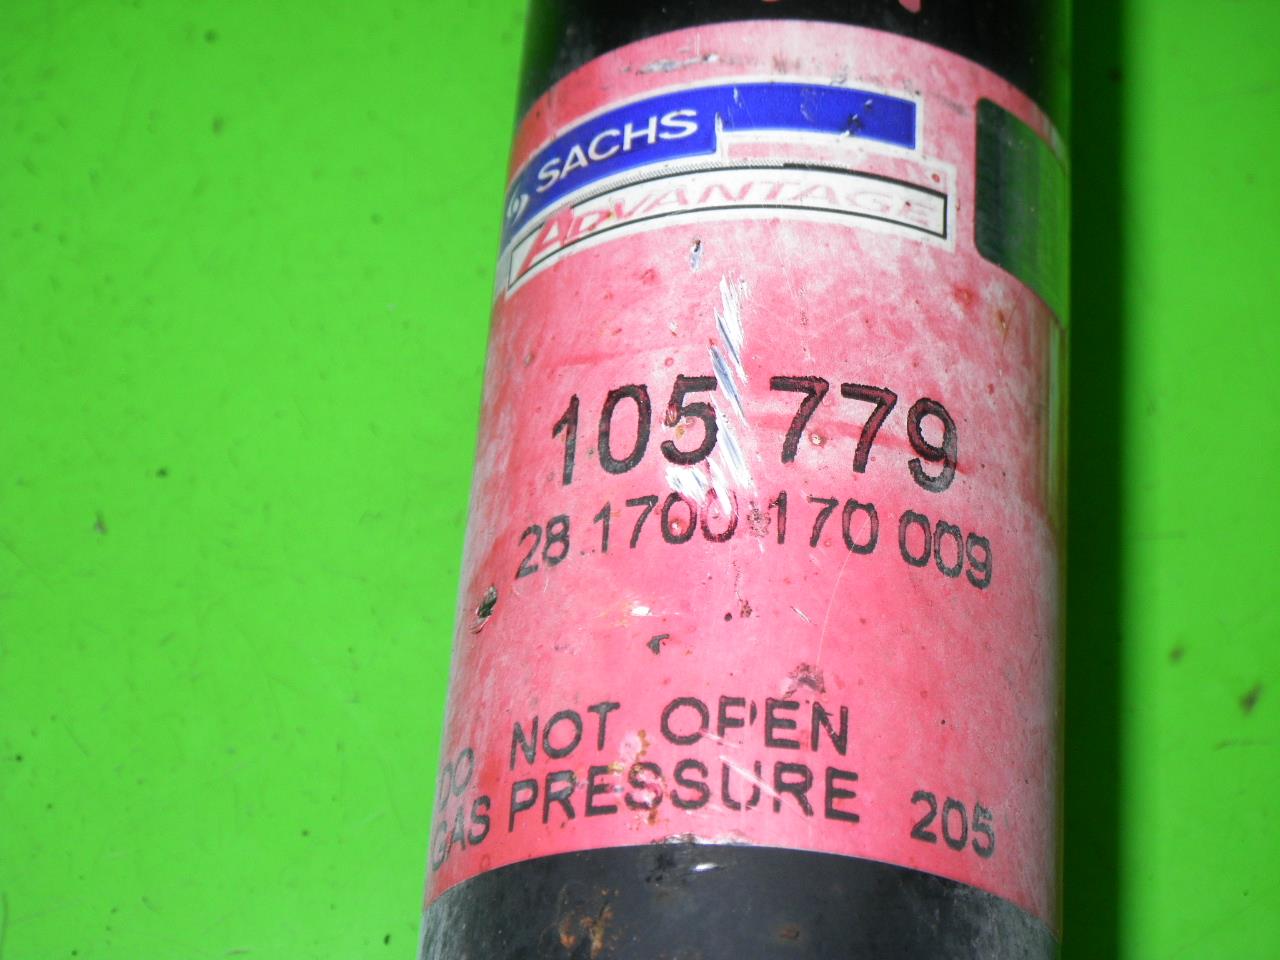 SACHS
ADVANTAGE
105 779
28 1700 170 009
DO NOT OPEN
GAS PRESSURE 205